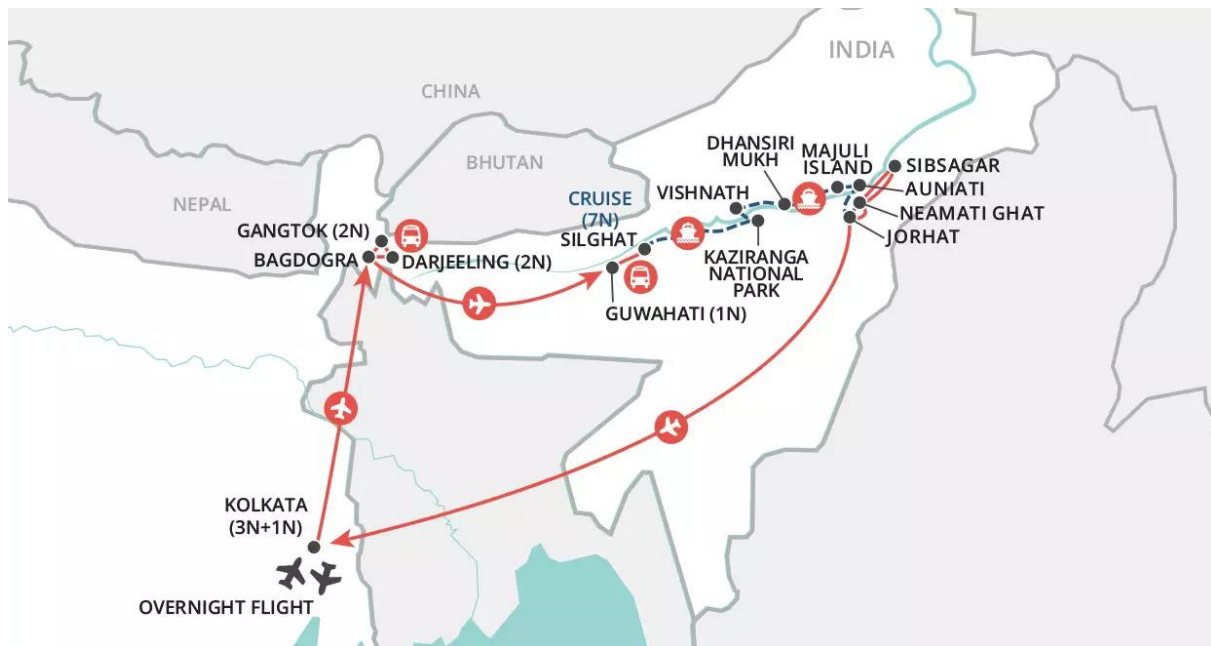 INDIA
CHINA
BHUTAN
NEPAL
DHANSIRI
MUKH
MAJULI
ISLAND
SIBSAGAR
AUNIATI
NEAMATI GHAT
JORHAT
VISHNATH
CRUISE
(7N)
SILGHAT
KAZIRANGA
NATIONAL
PARK
GANGTOK (2N)
BAGDOGRA
DARJEELING (2N)
GUWAHATI (1N)
KOLKATA
(3N+1N)
OVERNIGHT FLIGHT